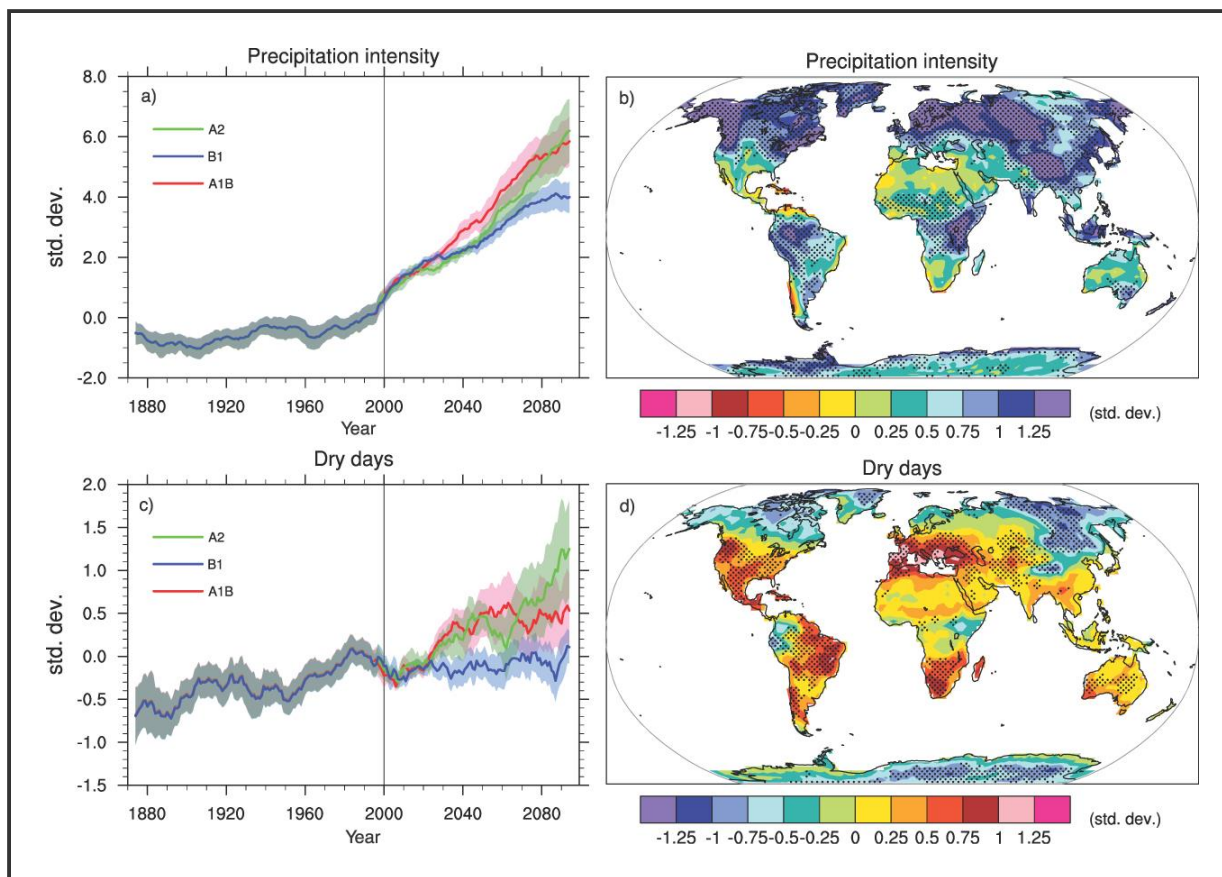 Precipitation intensity
8.0
6.0
4.0
2.0
0.0
-2.0
std. dev.
a)
A2
B1
A1B
1880 1920 1960 2000 2040 2080
Year
Precipitation intensity
b)
(std. dev.)
-1.25 -1 -0.75 -0.5 -0.25 0 0.25 0.5 0.75 1 1.25
Dry days
2.0
1.5
1.0
0.5
0.0
-0.5
-1.0
-1.5
std. dev.
c)
A2
B1
A1B
1880 1920 1960 2000 2040 2080
Year
Dry days
d)
(std. dev.)
-1.25 -1 -0.75 -0.5 -0.25 0 0.25 0.5 0.75 1 1.25